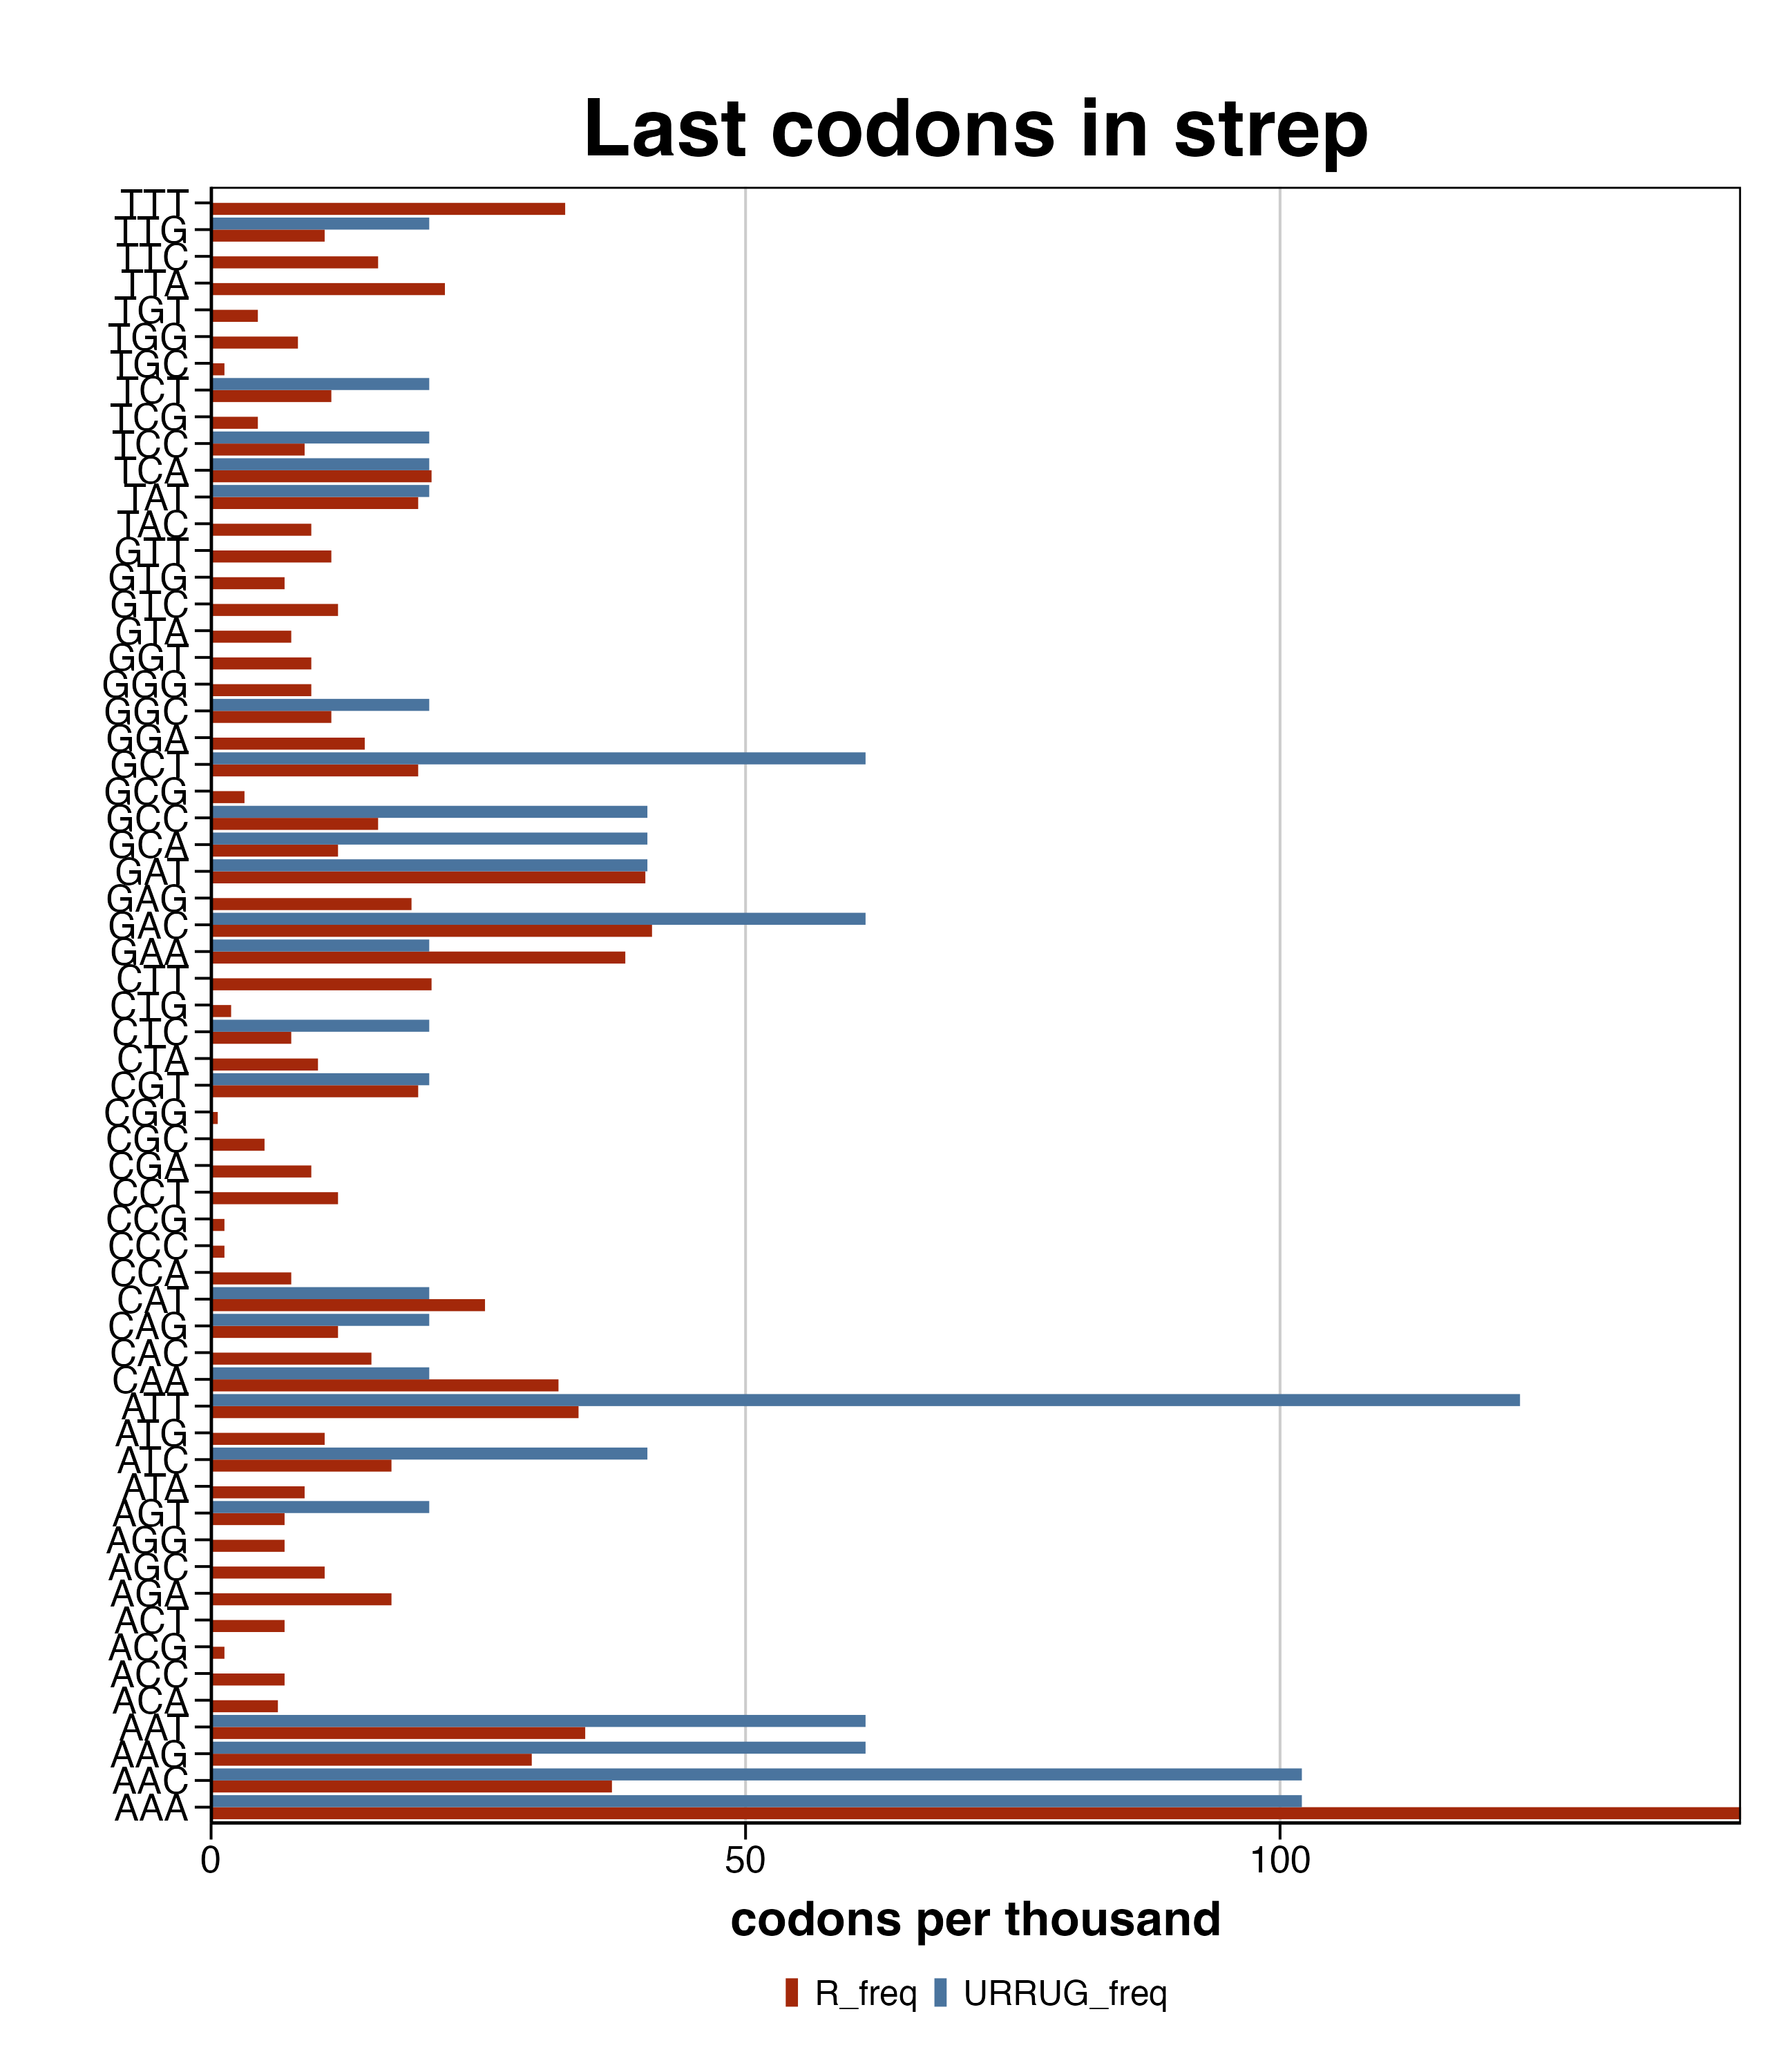 Last codons in strep
TTT
TTG
TTC
TTA
TGT
TGG
TGC
TCT
TCG
TCC
TCA
TAT
TAC
GTT
GTG
GTC
GTA
GGT
GGG
GGC
GGA
GCT
GCG
GCC
GCA
GAT
GAG
GAC
GAA
CTT
CTG
CTC
CTA
CGT
CGG
CGC
CGA
CCT
CCG
CCC
CCA
CAT
CAG
CAC
CAA
ATT
ATG
ATC
ATA
AGT
AGG
AGC
AGA
ACT
ACG
ACC
ACA
AAT
AAG
AAC
AAA
0 50 100
codons per thousand
R_freq URRUG_freq